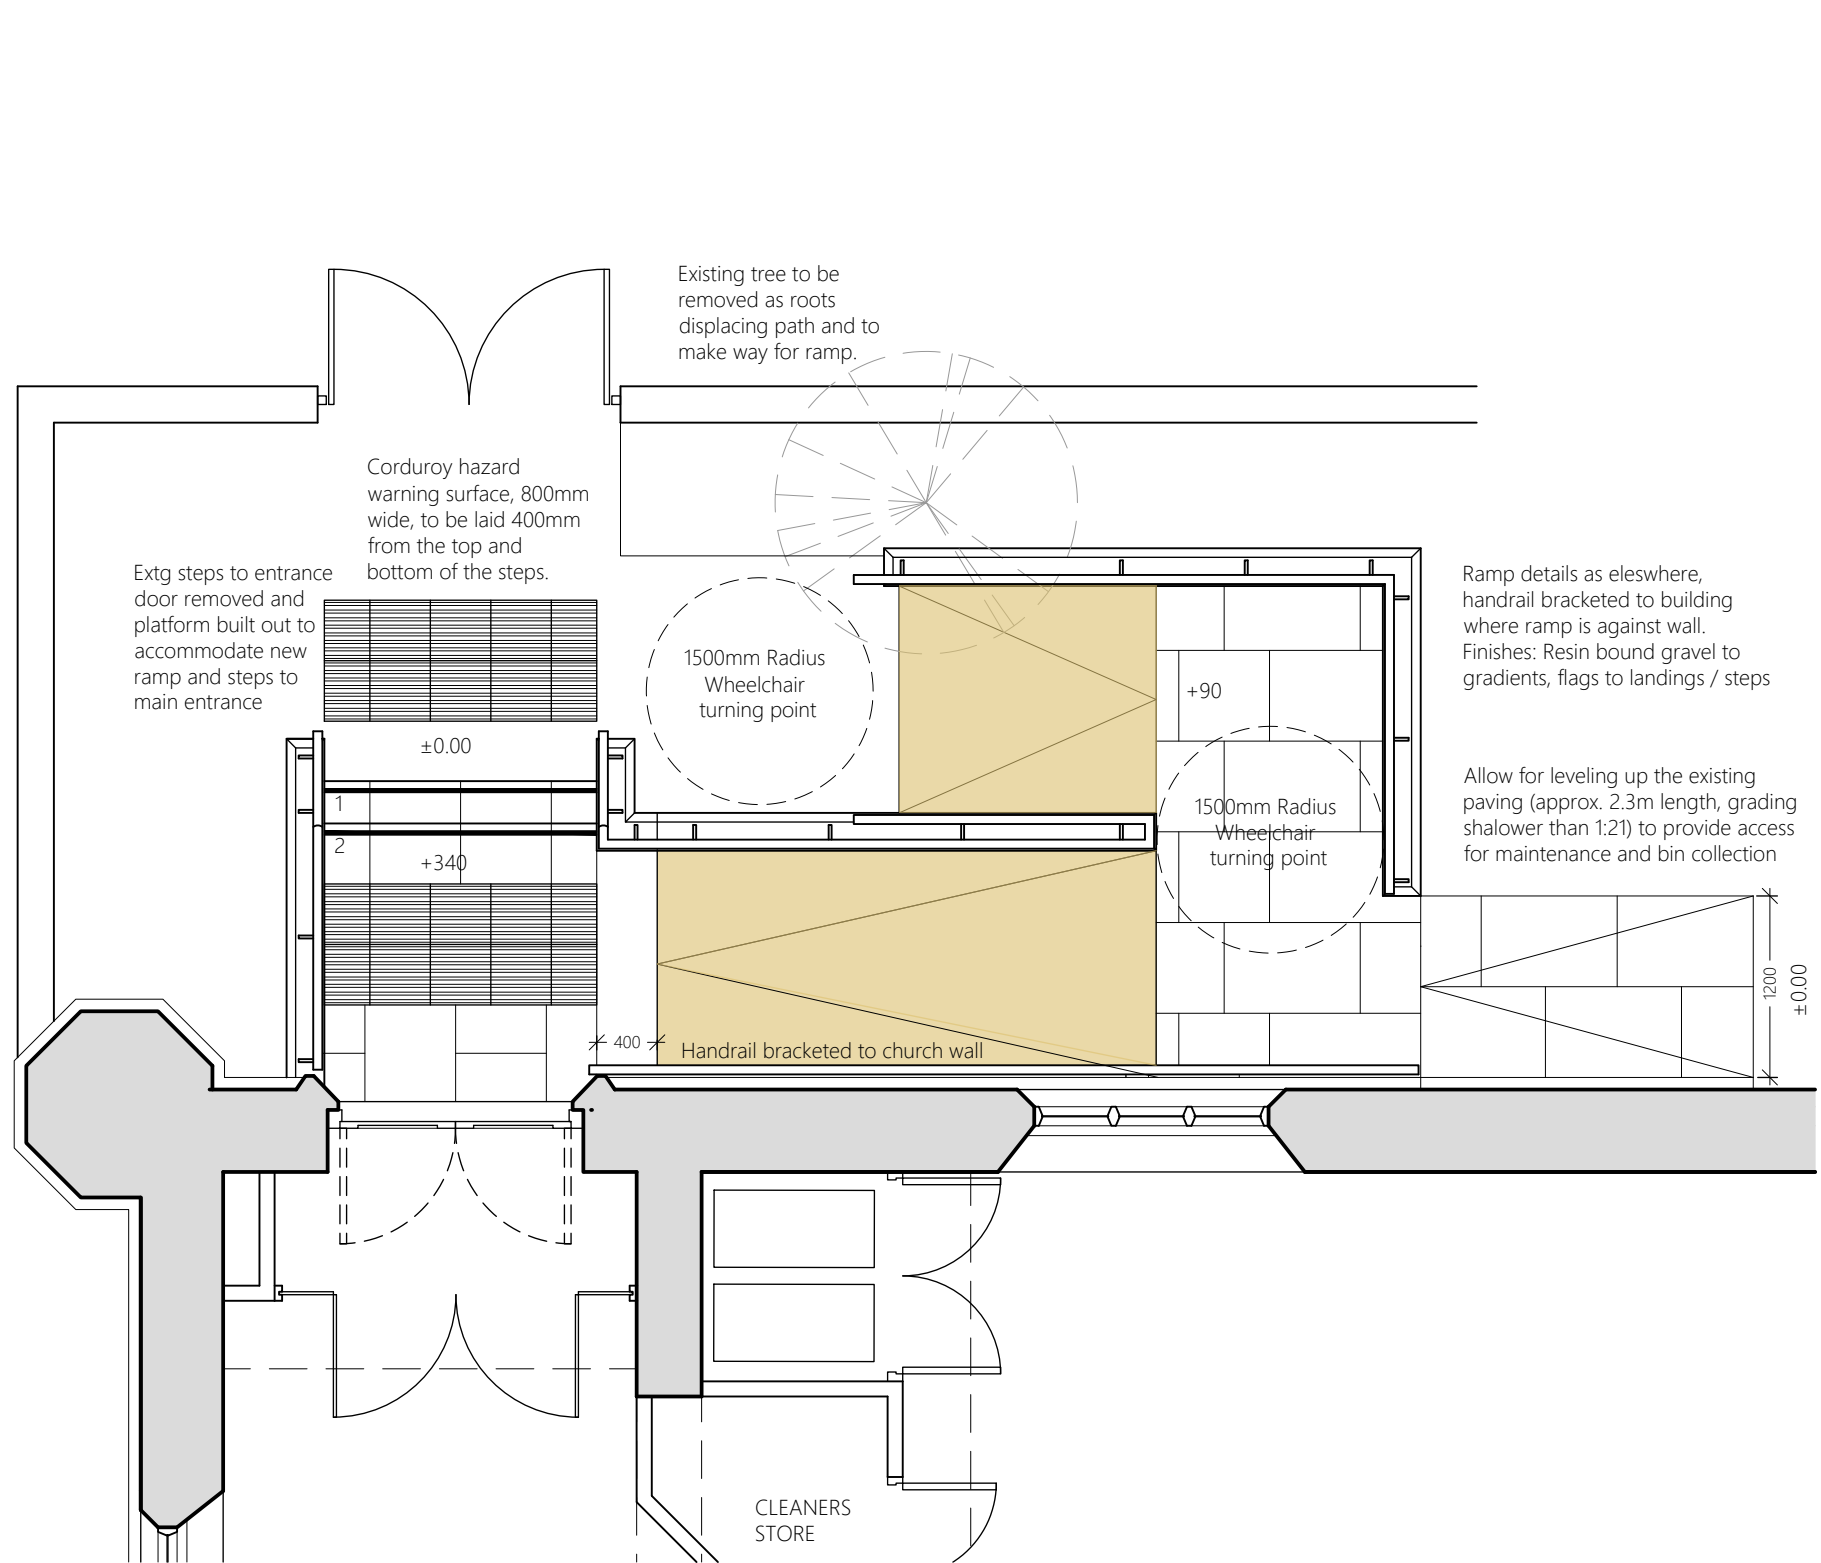 Existing tree to be
removed as roots
displacing path and to
make way for ramp.
Corduroy hazard
warning surface, 800mm
wide, to be laid 400mm
from the top and
bottom of the steps.
Extg steps to entrance
door removed and
platform built out to
accommodate new
ramp and steps to
main entrance
1500mm Radius
Wheelchair
turning point
Ramp details as eleswhere,
handrail bracketed to building
where ramp is against wall.
Finishes: Resin bound gravel to
gradients, flags to landings / steps
+90
±0.00
Allow for leveling up the existing
paving (approx. 2.3m length, grading
shalower than 1:21) to provide access
for maintenance and bin collection
1500mm Radius
Wheelchair
turning point
1
2
+340
1200
±0.00
400
Handrail bracketed to church wall
CLEANERS
STORE